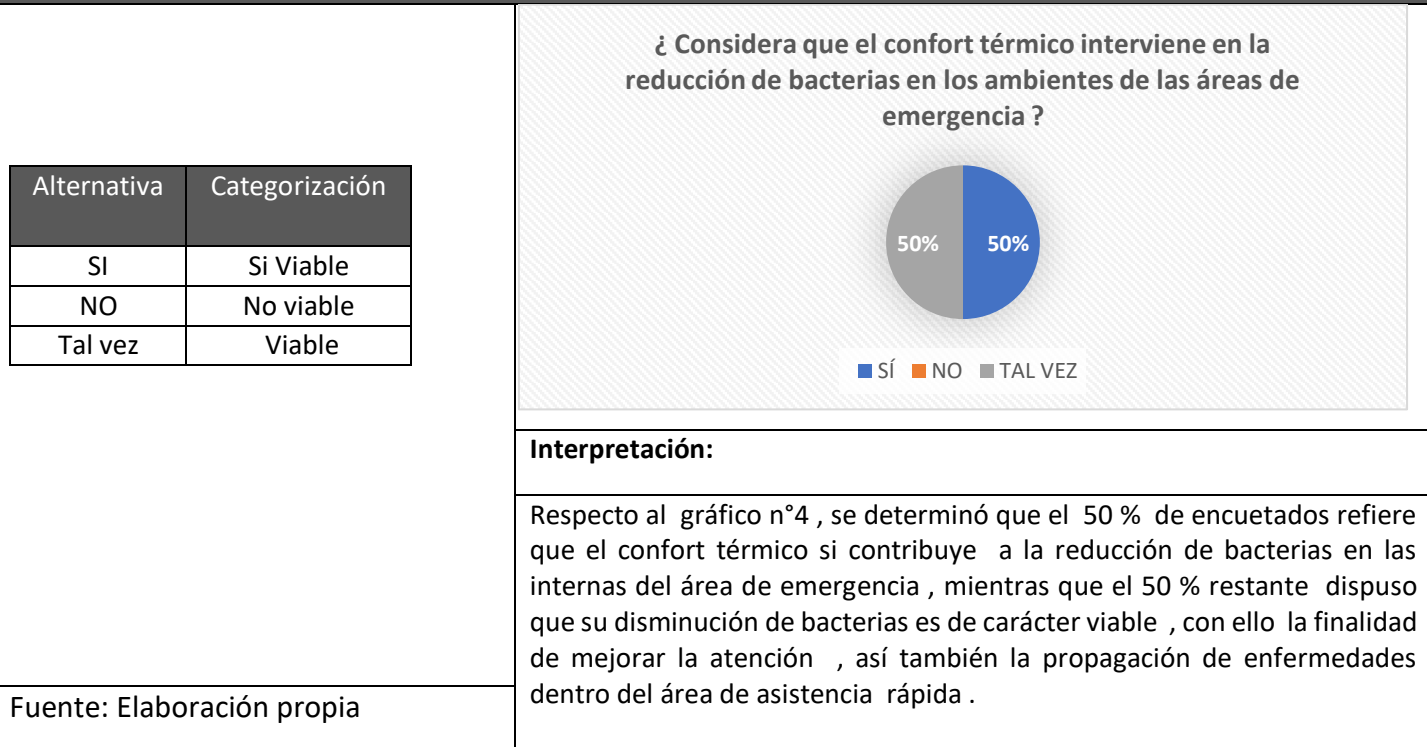 Alternativa Categorización
SI Si Viable
NO No viable
Tal vez Viable
Fuente: Elaboración propia
¿ Considera que el confort térmico interviene en la
reducción de bacterias en los ambientes de las áreas de
emergencia ?
50% 50%
SÍ NO TAL VEZ
Interpretación:
Respecto al gráfico n°4 , se determinó que el 50 % de encuetados refiere
que el confort térmico si contribuye a la reducción de bacterias en las
internas del área de emergencia , mientras que el 50 % restante dispuso
que su disminución de bacterias es de carácter viable , con ello la finalidad
de mejorar la atención , así también la propagación de enfermedades
dentro del área de asistencia rápida .